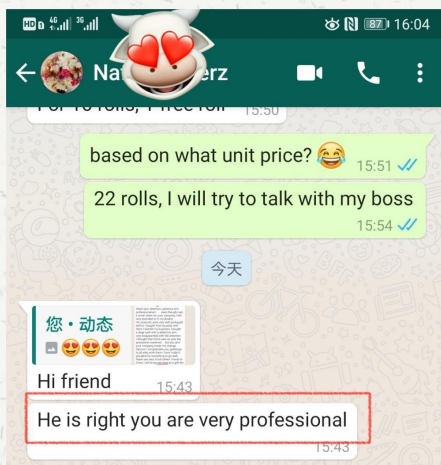 HD 46 3G 87 16:04
Na erz
For 10 rolls, 1 free roll 15:50
based on what unit price? 😂 15:51
22 rolls, I will try to talk with my boss
15:54
今天
您·动态
😍😍😍
Hi friend 15:43
He is right you are very professional
15:43